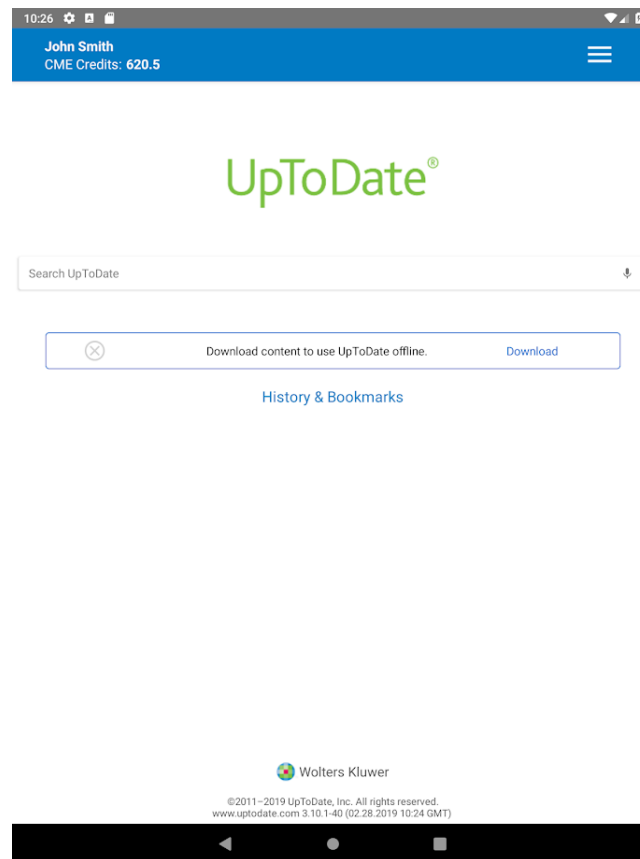 10:26
John Smith
CME Credits: 620.5
UpToDate®
Search UpToDate
Download content to use UpToDate offline. Download
History & Bookmarks
Wolters Kluwer
©2011–2019 UpToDate, Inc. All rights reserved.
www.uptodate.com 3.10.1-40 (02.28.2019 10:24 GMT)